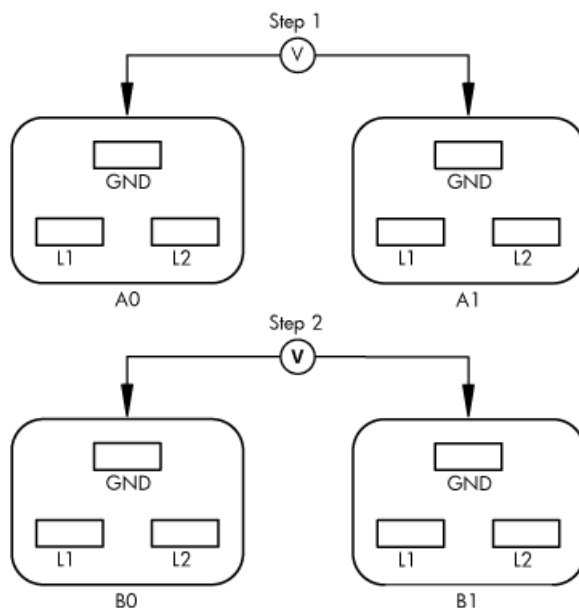 Step 1
V
GND GND
L1 L2 L1 L2
A0 A1
Step 2
V
GND GND
L1 L2 L1 L2
B0 B1